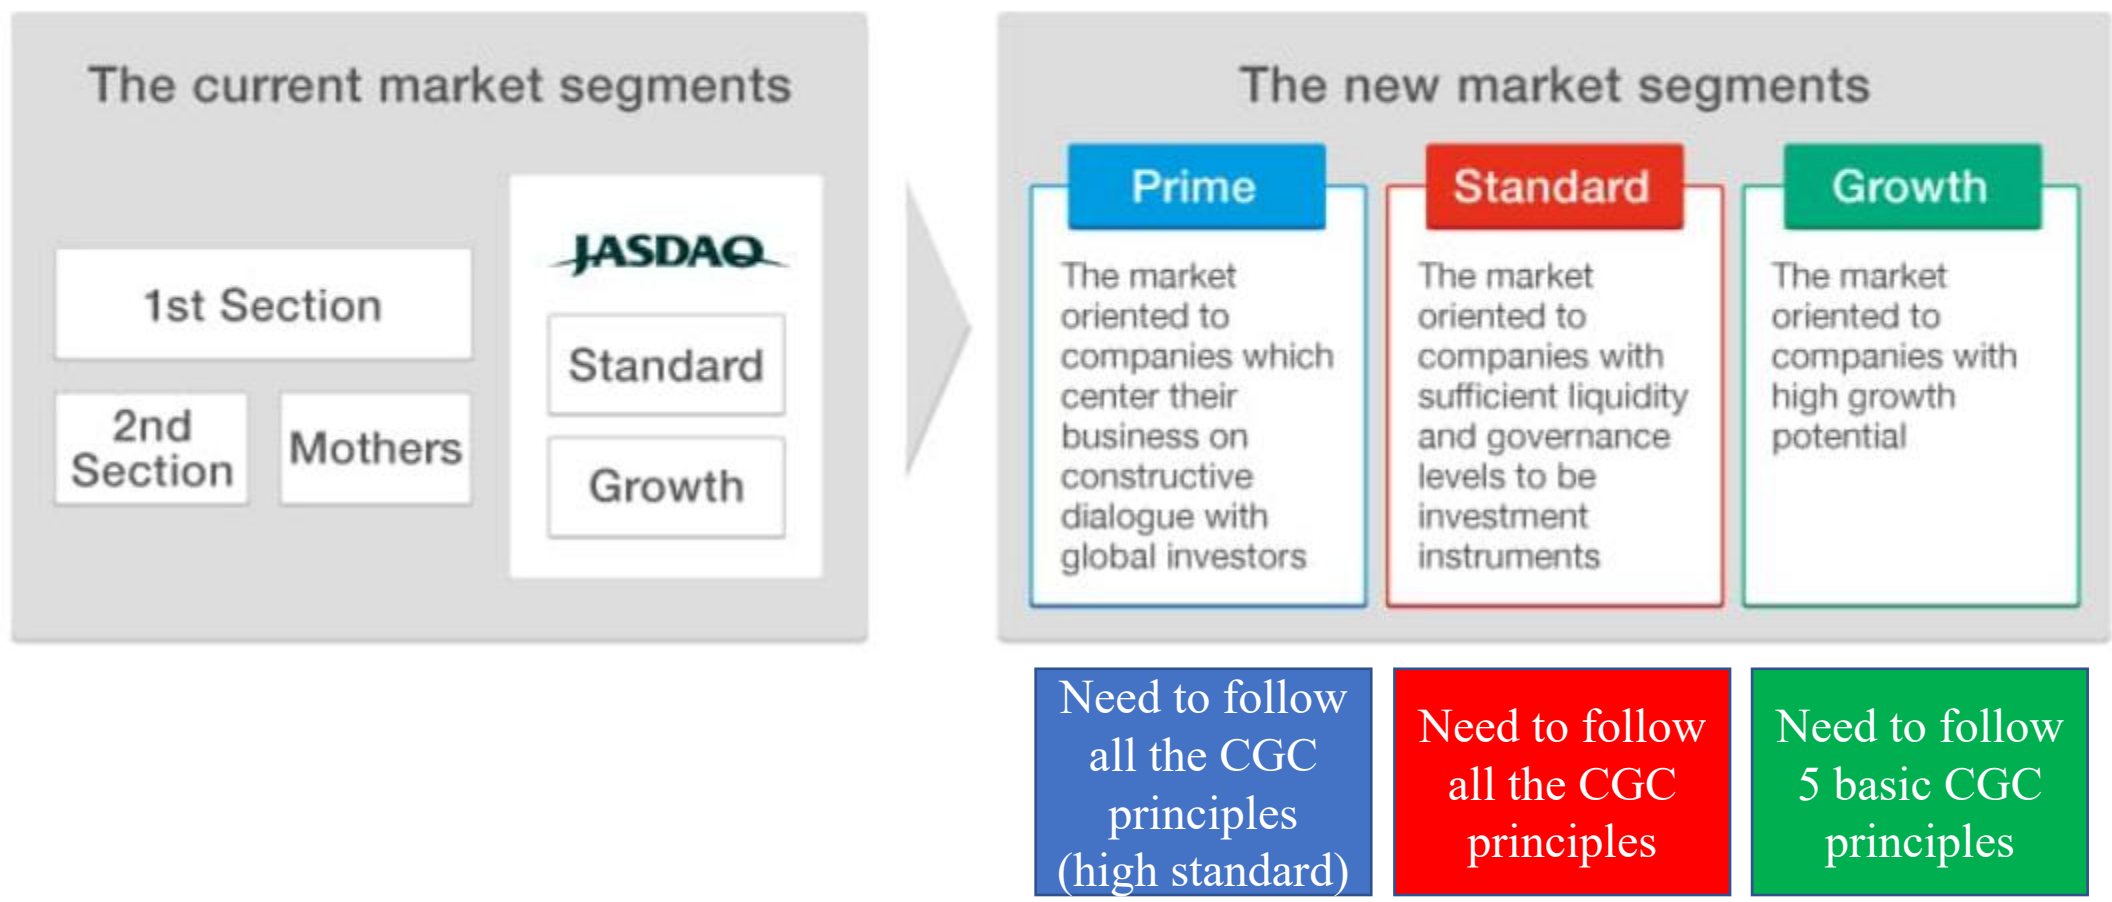 The current market segments
1st Section
2nd
Section
Mothers
JASDAQ
Standard
Growth
The new market segments
Prime
The market
oriented to
companies which
center their
business on
constructive
dialogue with
global investors
Standard
The market
oriented to
companies with
sufficient liquidity
and governance
levels to be
investment
instruments
Growth
The market
oriented to
companies with
high growth
potential
Need to follow
all the CGC
principles
(high standard)
Need to follow
all the CGC
principles
Need to follow
5 basic CGC
principles